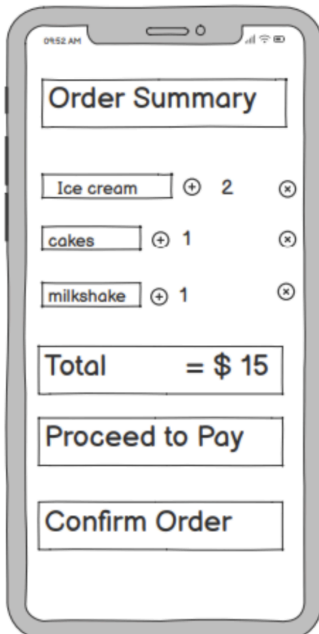 09:52 AM
Order Summary
Ice cream 2
cakes 1
milkshake 1
Total = $ 15
Proceed to Pay
Confirm Order